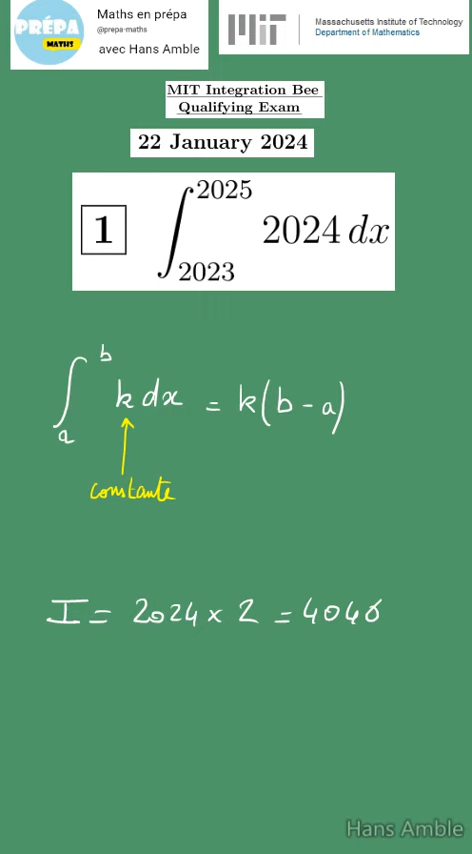 PRÉPA
MATHS
Maths en prépa
@prepa-maths
avec Hans Amble
MIT
Massachusetts Institute of Technology
Department of Mathematics
MIT Integration Bee
Qualifying Exam
22 January 2024
1 ∫_{2023}^{2025} 2024 dx
∫_a^b k dx = k(b-a)
constante
I = 2024 × 2 = 4048
Hans Amble